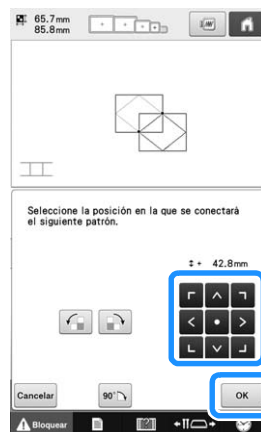 65.7mm
85.8mm
Seleccione la posición en la que se conectará
el siguiente patrón.
+ 42.8mm
Cancelar
90°
OK
Bloquear